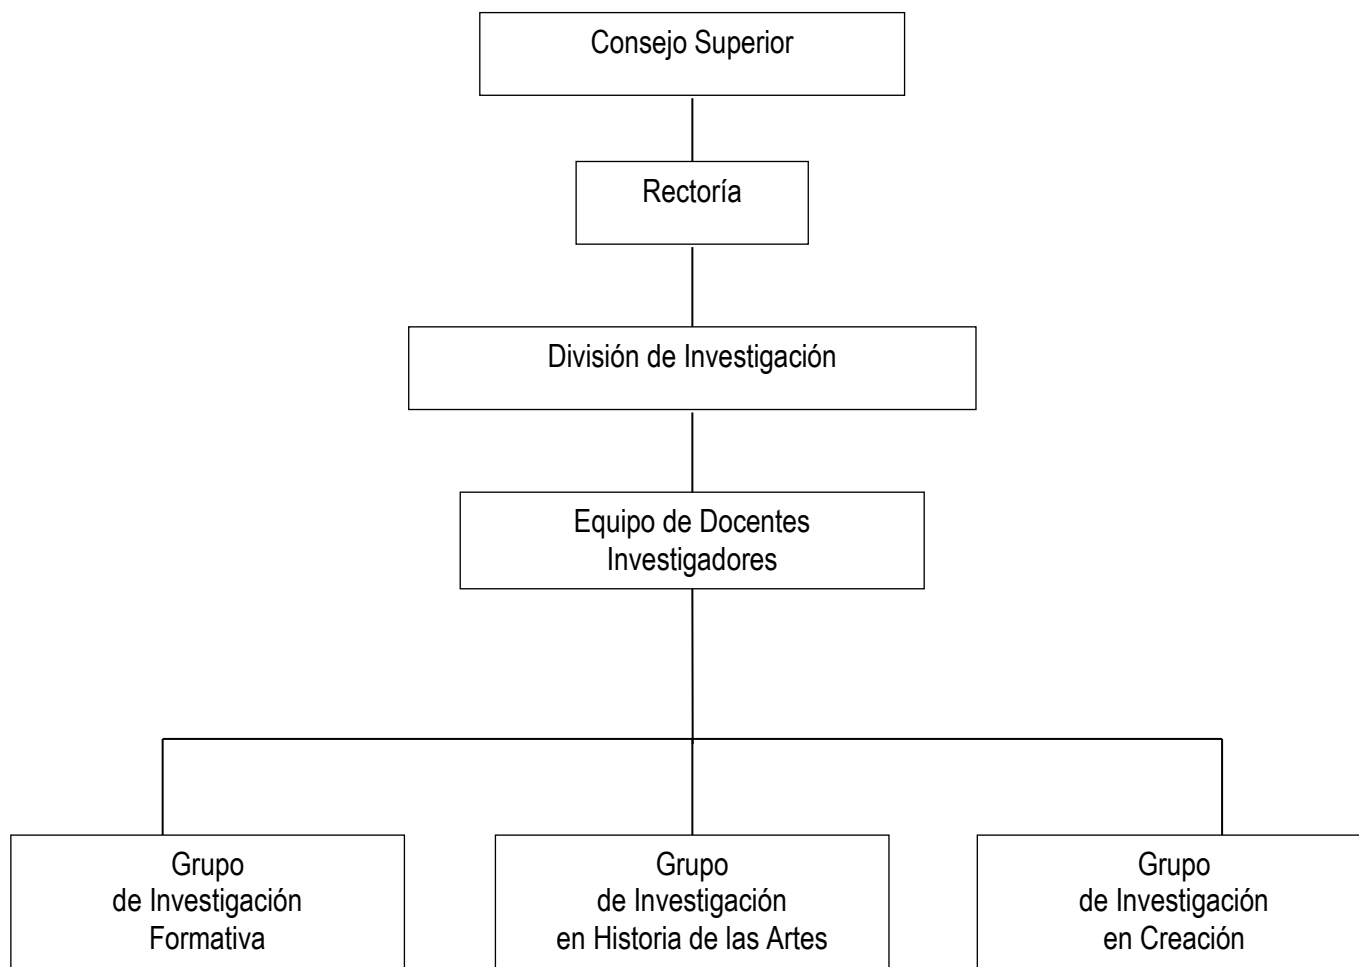 Consejo Superior
Rectoría
División de Investigación
Equipo de Docentes
Investigadores
Grupo
de Investigación
Formativa
Grupo
de Investigación
en Historia de las Artes
Grupo
de Investigación
en Creación